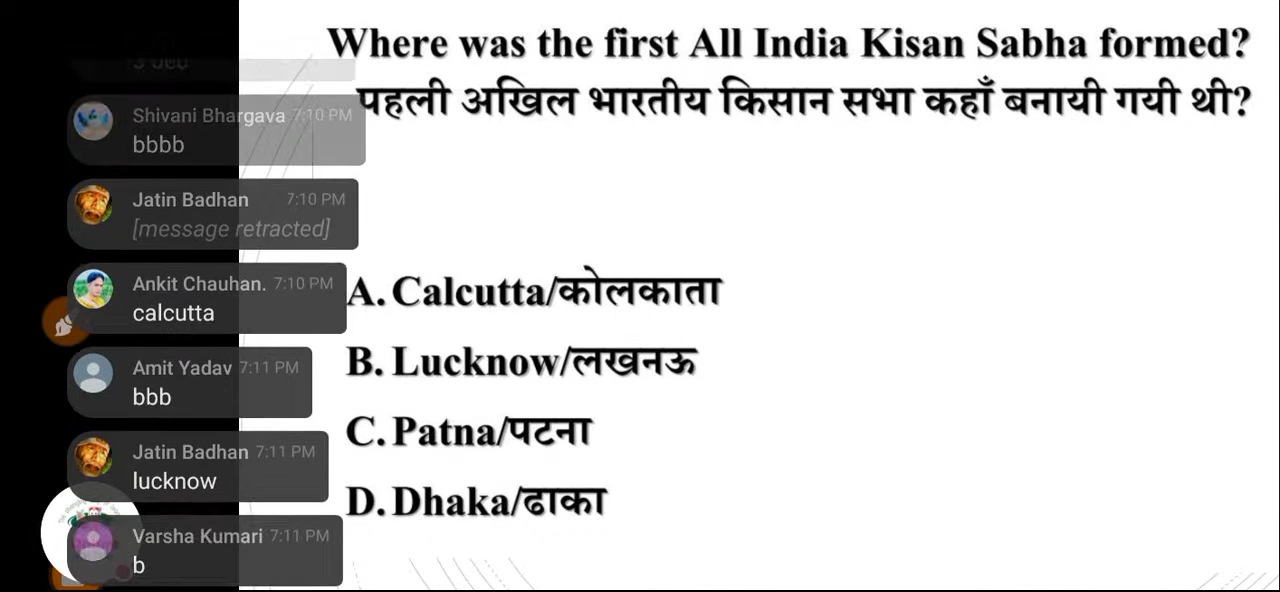 Where was the first All India Kisan Sabha formed?
पहली अखिल भारतीय किसान सभा कहाँ बनायी गयी थी?
Shivani Bhargava 7:10 PM
bbbb
Jatin Badhan 7:10 PM
[message retracted]
Ankit Chauhan. 7:10 PM
calcutta
Amit Yadav 7:11 PM
bbb
Jatin Badhan 7:11 PM
lucknow
Varsha Kumari 7:11 PM
b
A. Calcutta/कोलकाता
B. Lucknow/लखनऊ
C. Patna/पटना
D. Dhaka/ढाका